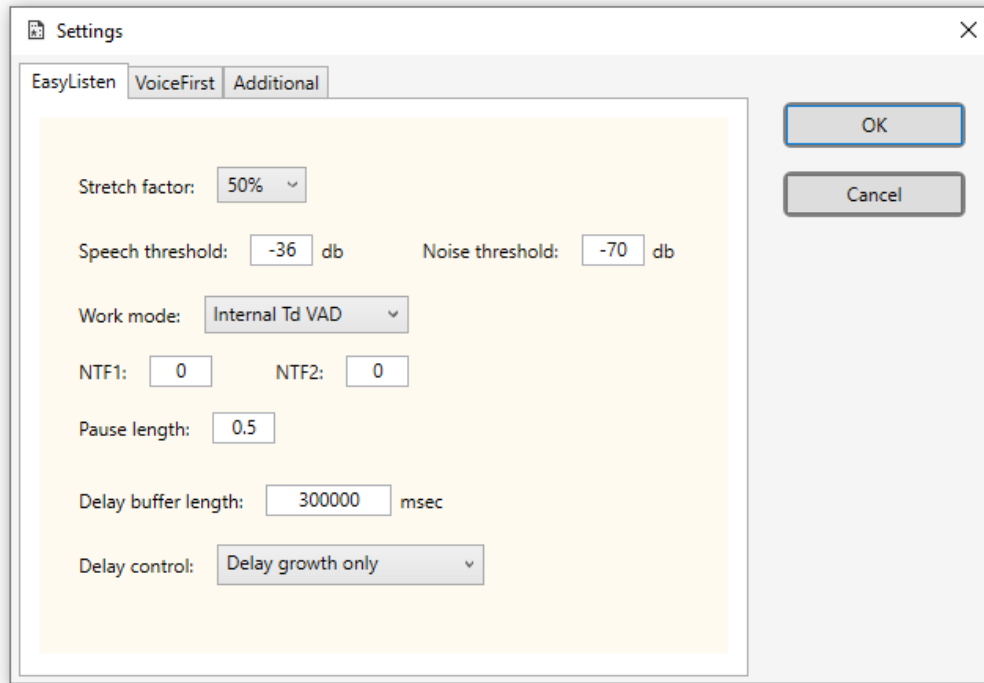 Settings
EasyListen VoiceFirst Additional
OK
Cancel
Stretch factor: 50%
Speech threshold: -36 db Noise threshold: -70 db
Work mode: Internal Td VAD
NTF1: 0 NTF2: 0
Pause length: 0.5
Delay buffer length: 300000 msec
Delay control: Delay growth only